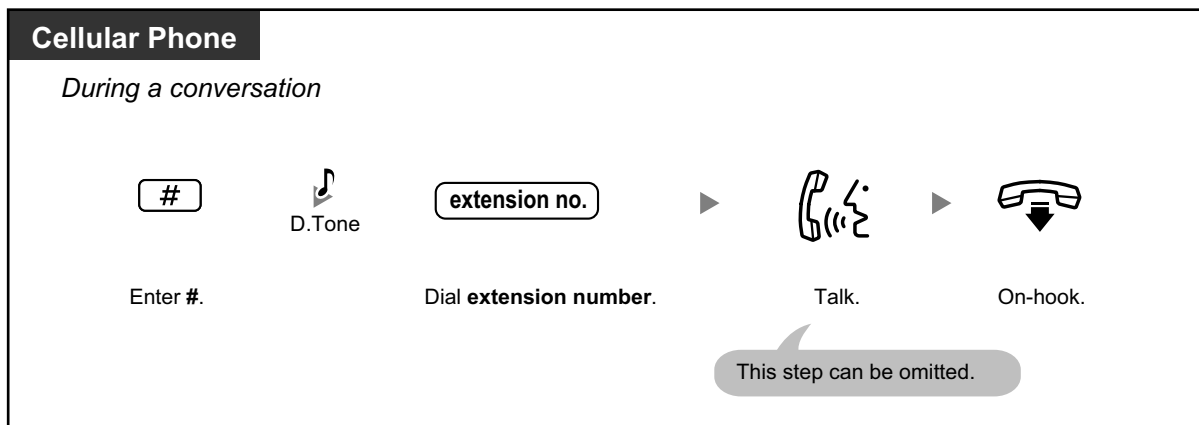 Cellular Phone
During a conversation
#
D.Tone
extension no.
Enter #.
Dial extension number.
Talk.
On-hook.
This step can be omitted.